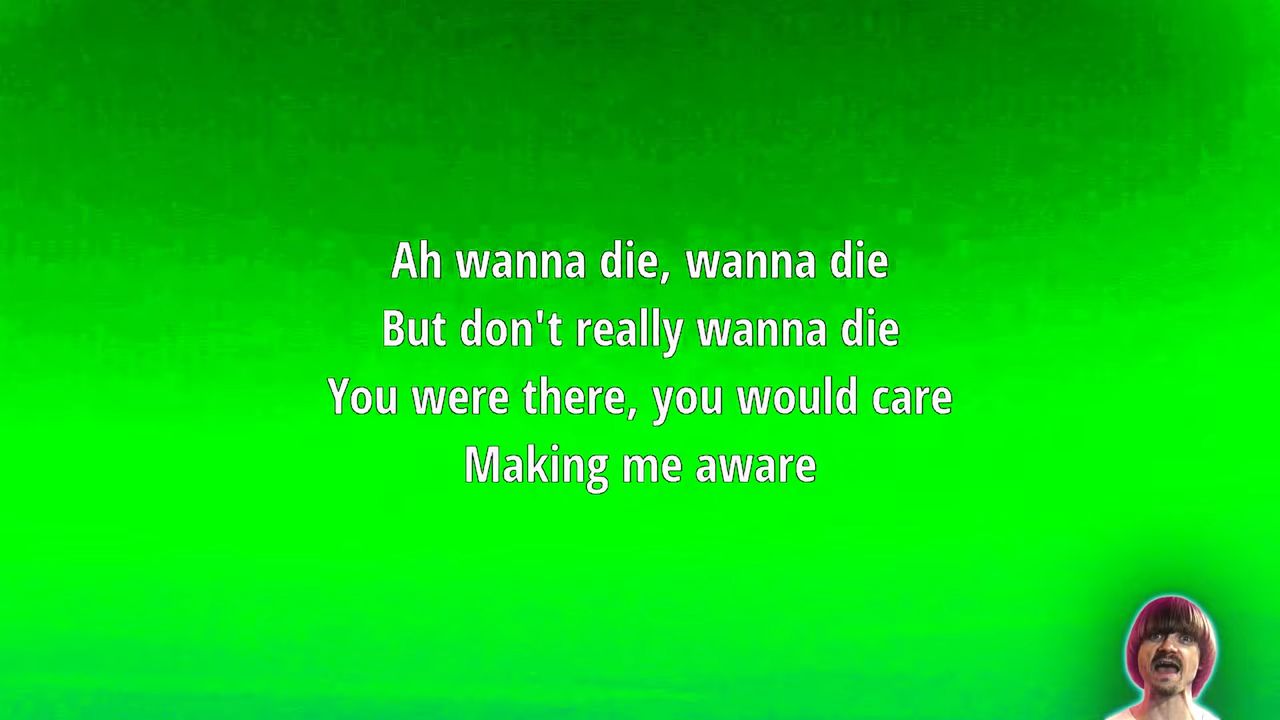 Ah wanna die, wanna die
But don't really wanna die
You were there, you would care
Making me aware